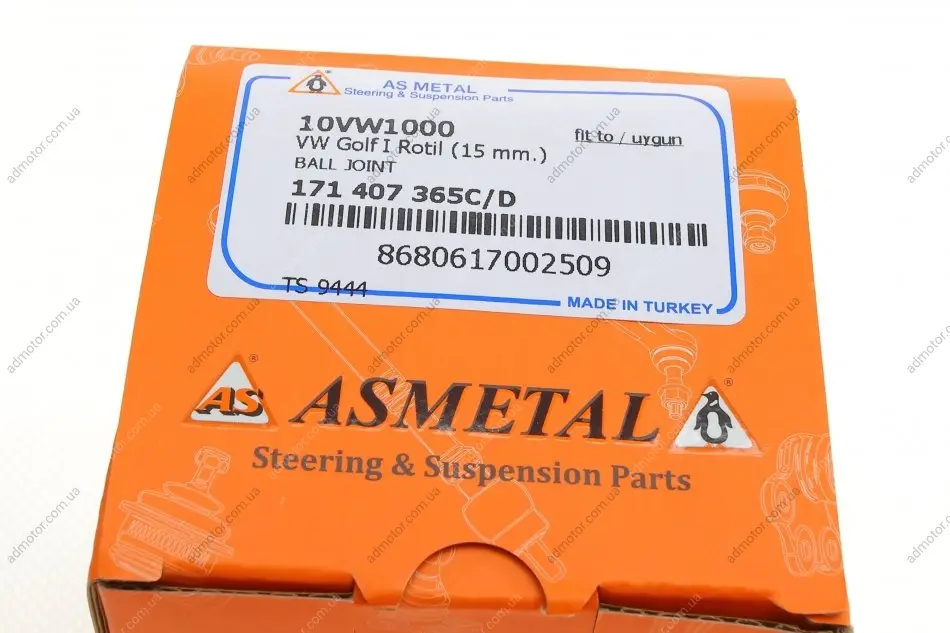 AS METAL
Steering & Suspension Parts
10VW1000
fit to / uygun
VW Golf I Rotil (15 mm.)
BALL JOINT
171 407 365C/D
8680617002509
TS 9444
MADE IN TURKEY
AS ® ASMETAL ®
Steering & Suspension Parts
admotor.com.ua